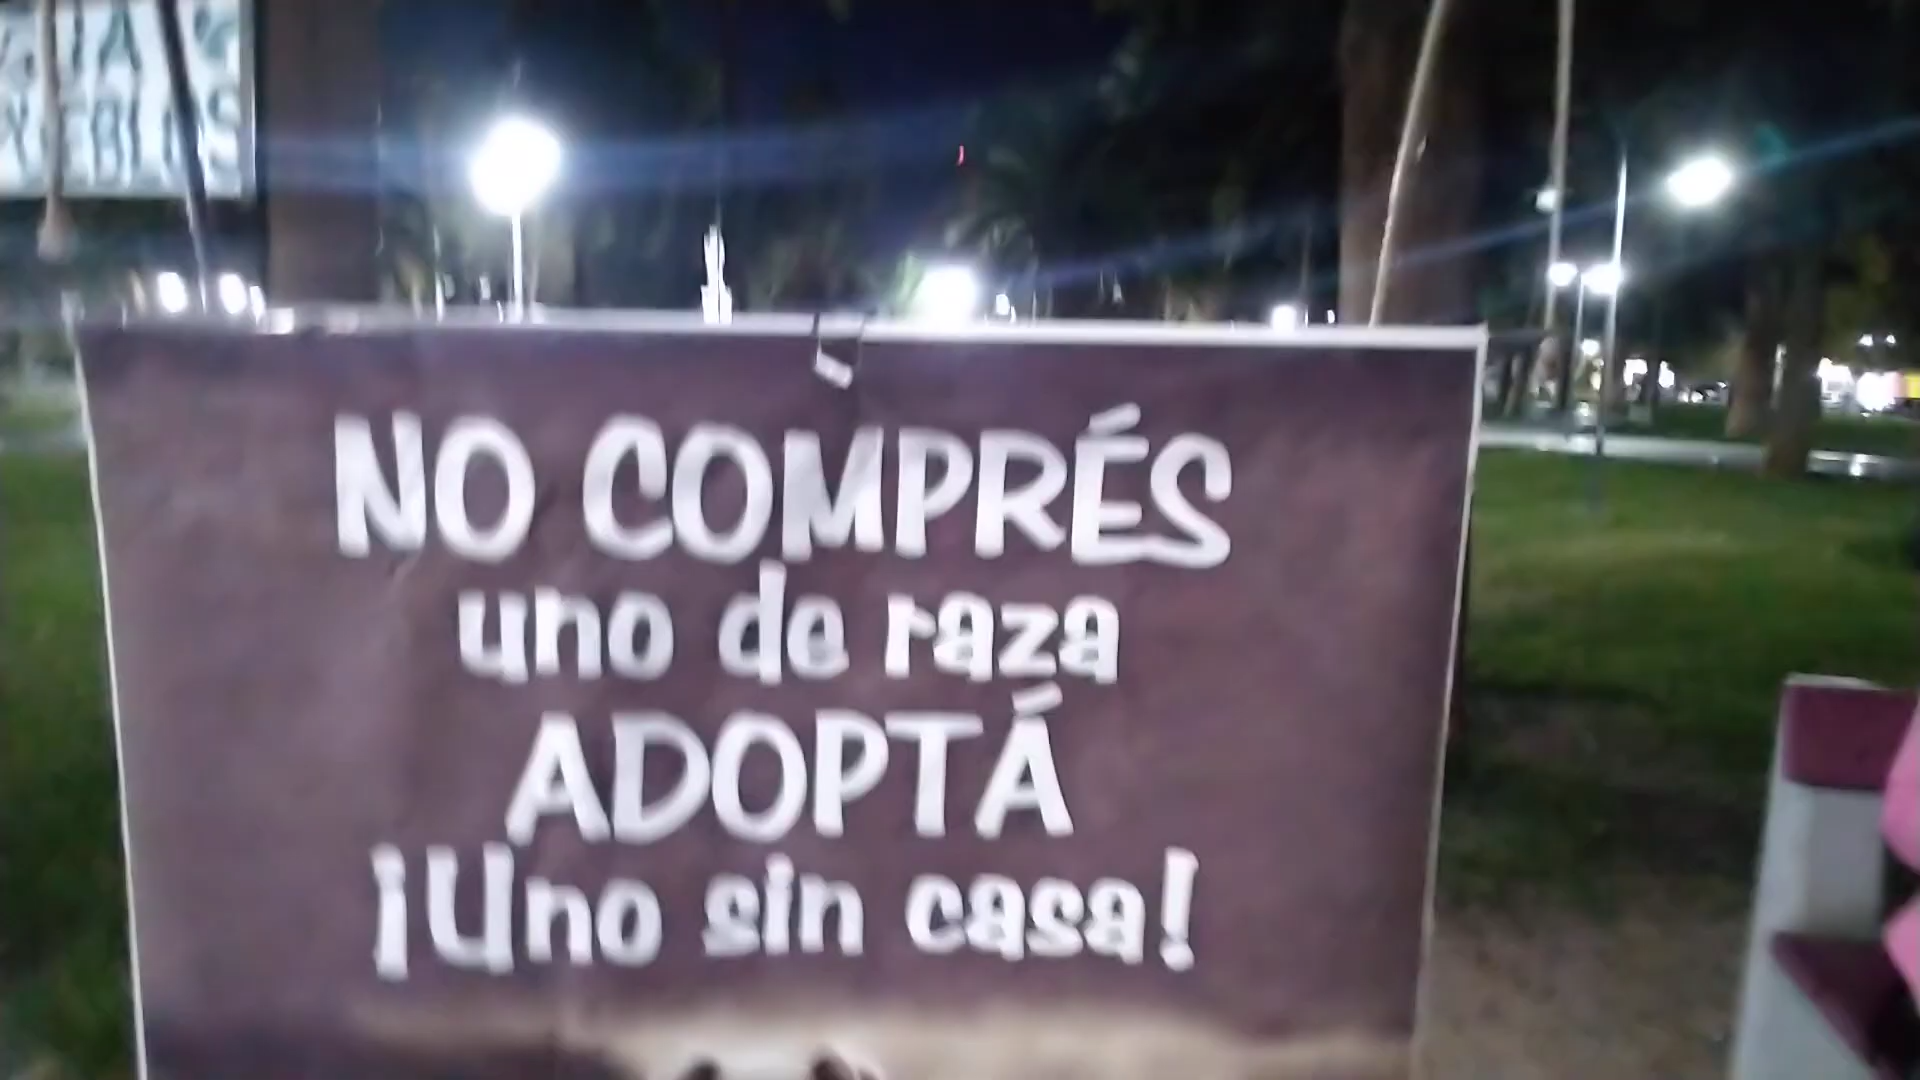 NO COMPRÉS
uno de raza
ADOPTÁ
¡Uno sin casa!